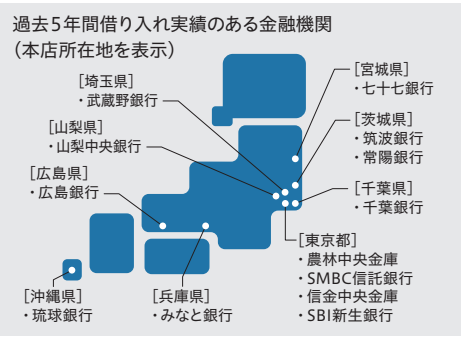 過去5年間借り入れ実績のある金融機関
（本店所在地を表示）
［埼玉県］
・武蔵野銀行
［山梨県］
・山梨中央銀行
［広島県］
・広島銀行
［宮城県］
・七十七銀行
［茨城県］
・筑波銀行
・常陽銀行
［千葉県］
・千葉銀行
［東京都］
・農林中央金庫
・SMBC信託銀行
・信金中央金庫
・SBI新生銀行
［沖縄県］
・琉球銀行
［兵庫県］
・みなと銀行